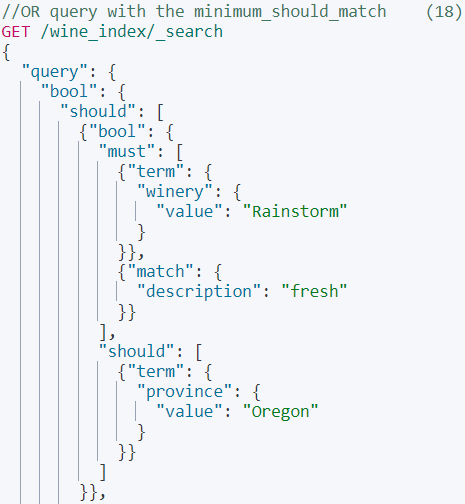 //OR query with the minimum_should_match    (18)
GET /wine_index/_search
{
  "query": {
    "bool": {
      "should": [
        {"bool": {
          "must": [
            {"term": {
              "winery": {
                "value": "Rainstorm"
              }
            }},
            {"match": {
              "description": "fresh"
            }}
          ],
          "should": [
            {"term": {
              "province": {
                "value": "Oregon"
              }
            }}
          ]
        }},